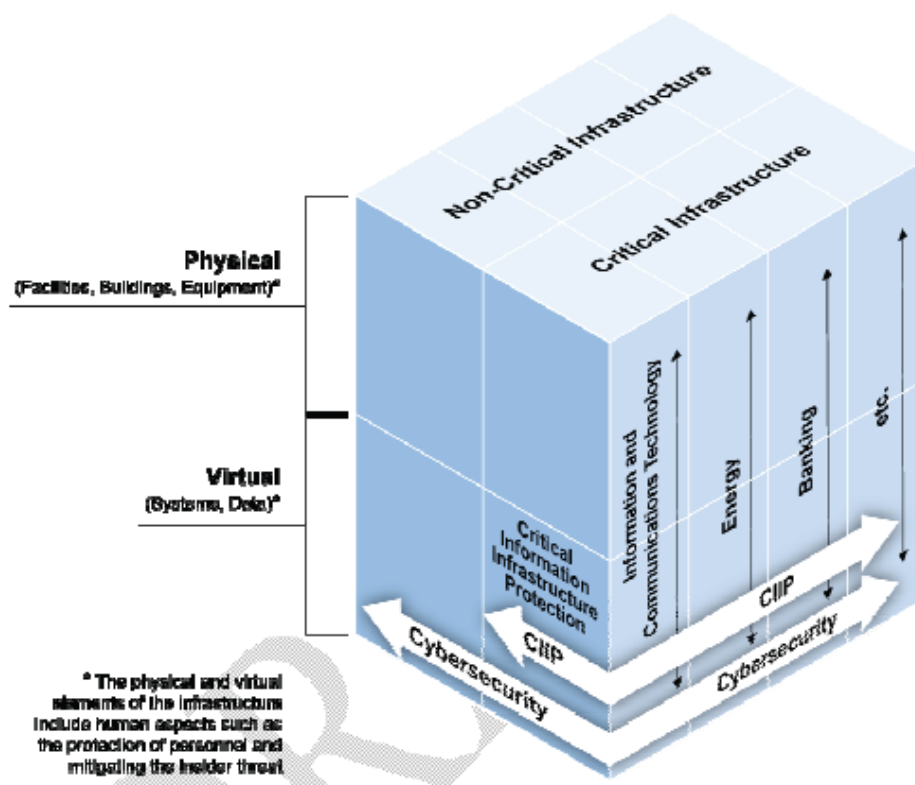 Non-Critical Infrastructure
Critical Infrastructure
Physical
(Facilities, Buildings, Equipment)ᵃ
Virtual
(Systems, Data)ᵃ
Information and
Communications Technology
Energy
Banking
etc.
Critical
Information
Infrastructure
Protection
CIIP
CIIP
Cybersecurity
Cybersecurity
ᵃ The physical and virtual
elements of the infrastructure
include human aspects such as
the protection of personnel and
mitigating the insider threat